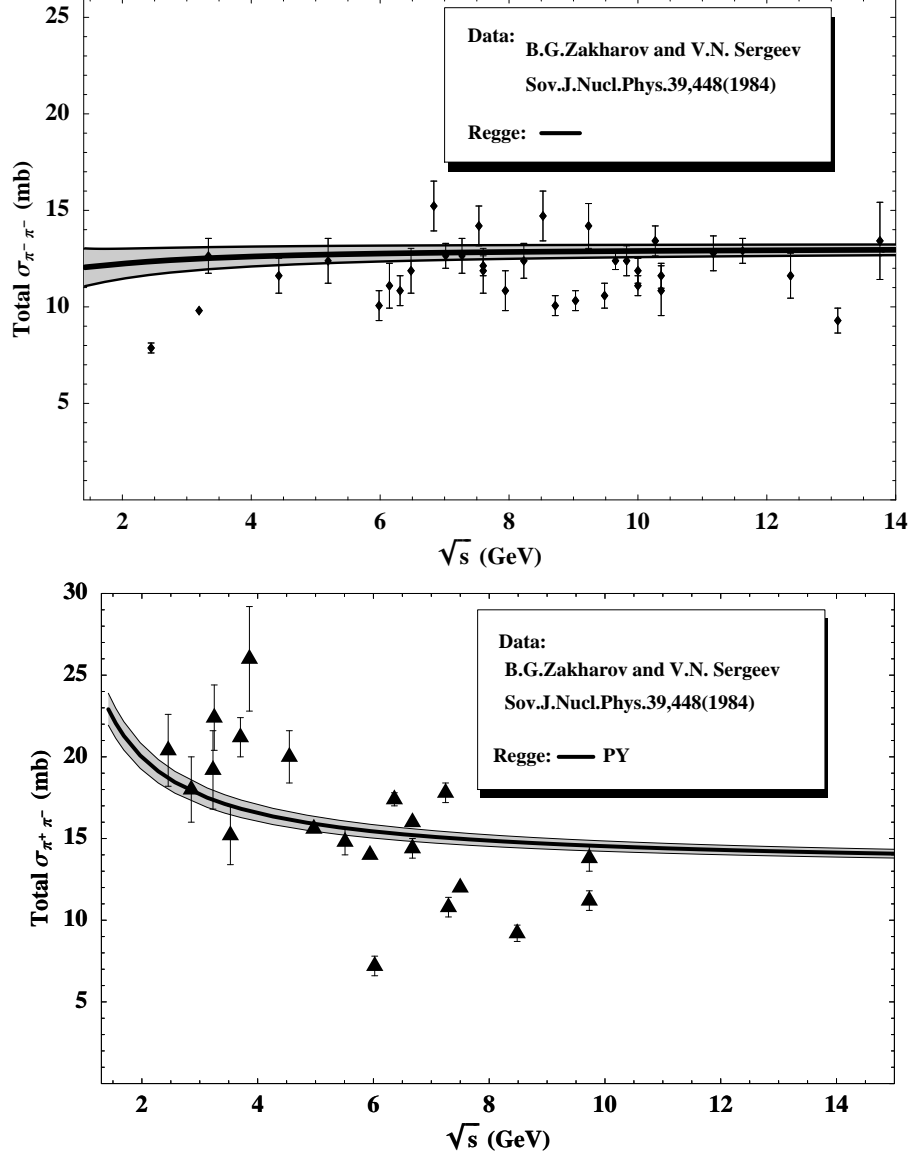 25
20
15
10
5
Total σπ⁻ π⁻ (mb)
Data:
B.G.Zakharov and V.N. Sergeev
Sov.J.Nucl.Phys.39,448(1984)
Regge:
2 4 6 8 10 12 14
√s (GeV)
30
25
20
15
10
5
Total σπ⁺ π⁻ (mb)
Data:
B.G.Zakharov and V.N. Sergeev
Sov.J.Nucl.Phys.39,448(1984)
Regge: PY
2 4 6 8 10 12 14
√s (GeV)